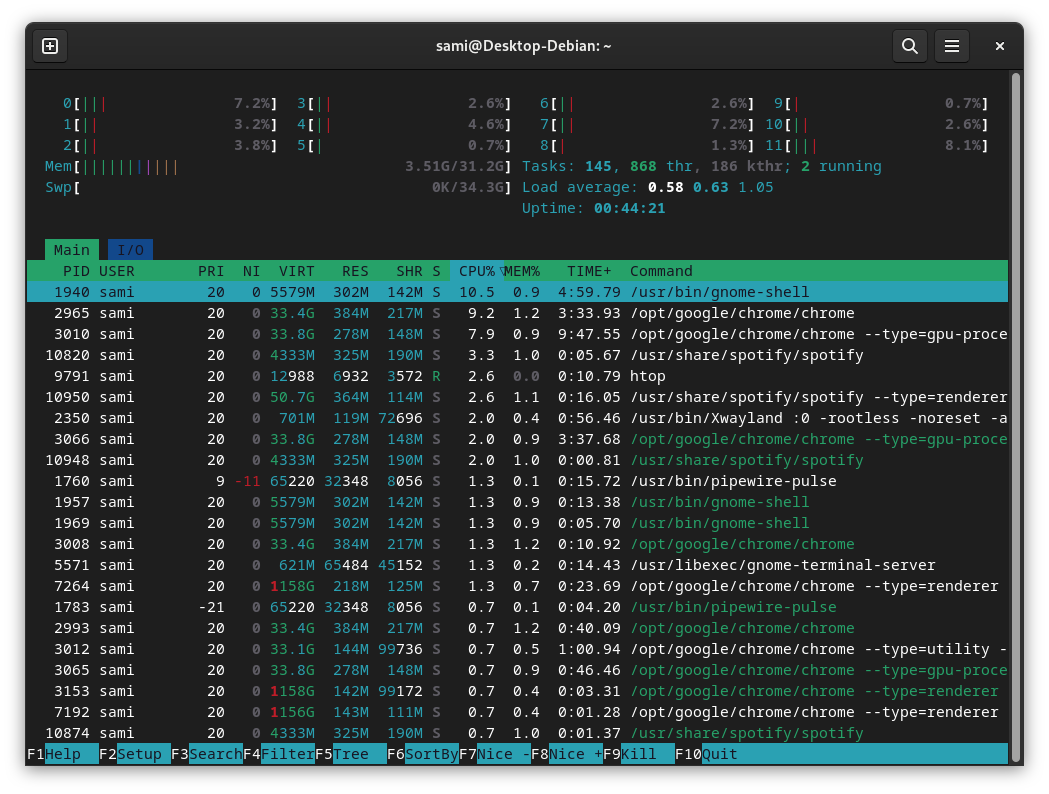 sami@Desktop-Debian: ~
0[||| 7.2%] 3[|| 2.6%] 6[|| 2.6%] 9[| 0.7%]
1[|| 3.2%] 4[|| 4.6%] 7[|| 7.2%] 10[|| 2.6%]
2[|| 3.8%] 5[| 0.7%] 8[| 1.3%] 11[||| 8.1%]
Mem[||||||||||| 3.51G/31.2G] Tasks: 145, 868 thr, 186 kthr; 2 running
Swp[ 0K/34.3G] Load average: 0.58 0.63 1.05
Uptime: 00:44:21
Main I/O
PID USER PRI NI VIRT RES SHR S CPU%▽MEM% TIME+ Command
1940 sami 20 0 5579M 302M 142M S 10.5 0.9 4:59.79 /usr/bin/gnome-shell
2965 sami 20 0 33.4G 384M 217M S 9.2 1.2 3:33.93 /opt/google/chrome/chrome
3010 sami 20 0 33.8G 278M 148M S 7.9 0.9 9:47.55 /opt/google/chrome/chrome --type=gpu-proce
10820 sami 20 0 4333M 325M 190M S 3.3 1.0 0:05.67 /usr/share/spotify/spotify
9791 sami 20 0 12988 6932 3572 R 2.6 0.0 0:10.79 htop
10950 sami 20 0 50.7G 364M 114M S 2.6 1.1 0:16.05 /usr/share/spotify/spotify --type=renderer
2350 sami 20 0 701M 119M 72696 S 2.0 0.4 0:56.46 /usr/bin/Xwayland :0 -rootless -noreset -a
3066 sami 20 0 33.8G 278M 148M S 2.0 0.9 3:37.68 /opt/google/chrome/chrome --type=gpu-proce
10948 sami 20 0 4333M 325M 190M S 2.0 1.0 0:00.81 /usr/share/spotify/spotify
1760 sami 9 -11 65220 32348 8056 S 1.3 0.1 0:15.72 /usr/bin/pipewire-pulse
1957 sami 20 0 5579M 302M 142M S 1.3 0.9 0:13.38 /usr/bin/gnome-shell
1969 sami 20 0 5579M 302M 142M S 1.3 0.9 0:05.70 /usr/bin/gnome-shell
3008 sami 20 0 33.4G 384M 217M S 1.3 1.2 0:10.92 /opt/google/chrome/chrome
5571 sami 20 0 621M 65484 45152 S 1.3 0.2 0:14.43 /usr/libexec/gnome-terminal-server
7264 sami 20 0 1158G 218M 125M S 1.3 0.7 0:23.69 /opt/google/chrome/chrome --type=renderer
1783 sami -21 0 65220 32348 8056 S 0.7 0.1 0:04.20 /usr/bin/pipewire-pulse
2993 sami 20 0 33.4G 384M 217M S 0.7 1.2 0:40.09 /opt/google/chrome/chrome
3012 sami 20 0 33.1G 144M 99736 S 0.7 0.5 1:00.94 /opt/google/chrome/chrome --type=utility -
3065 sami 20 0 33.8G 278M 148M S 0.7 0.9 0:46.46 /opt/google/chrome/chrome --type=gpu-proce
3153 sami 20 0 1158G 142M 99172 S 0.7 0.4 0:03.31 /opt/google/chrome/chrome --type=renderer
7192 sami 20 0 1156G 143M 111M S 0.7 0.4 0:01.28 /opt/google/chrome/chrome --type=renderer
10874 sami 20 0 4333M 325M 190M S 0.7 1.0 0:01.37 /usr/share/spotify/spotify
F1Help F2Setup F3SearchF4FilterF5Tree F6SortByF7Nice -F8Nice +F9Kill F10Quit